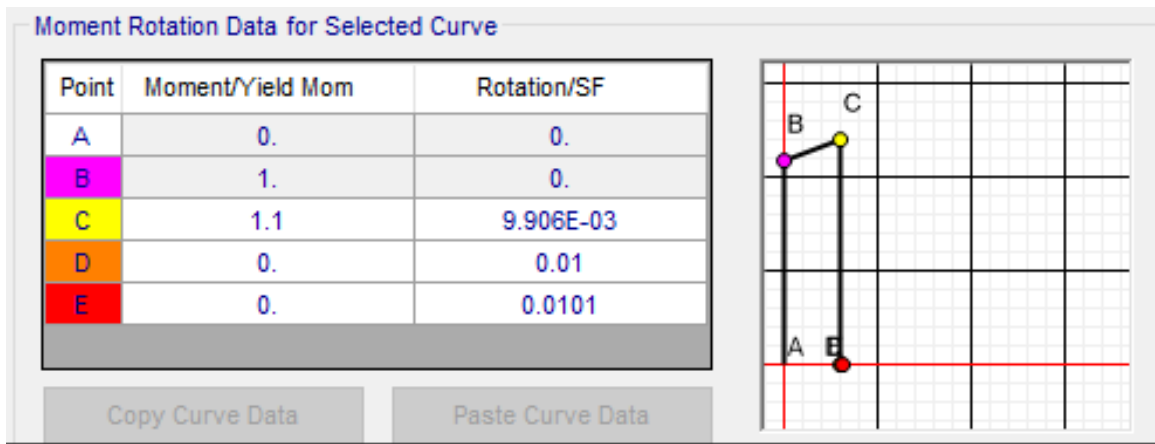 Moment Rotation Data for Selected Curve
Point Moment/Yield Mom Rotation/SF
A 0. 0.
B 1. 0.
C 1.1 9.906E-03
D 0. 0.01
E 0. 0.0101
Copy Curve Data Paste Curve Data
C
B
A E